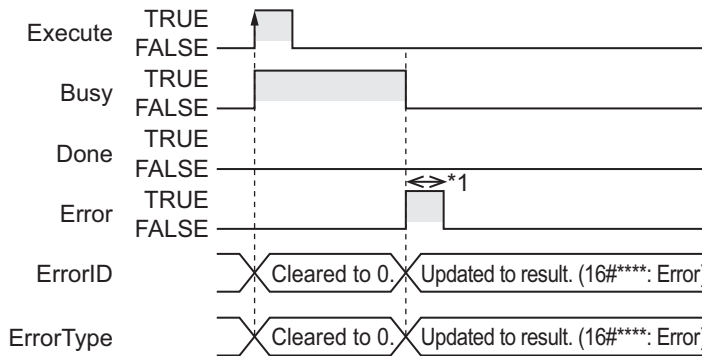 Execute TRUE
FALSE
Busy TRUE
FALSE
Done TRUE
FALSE
*1
Error TRUE
FALSE
ErrorID Cleared to 0. Updated to result. (16#****: Error)
ErrorType Cleared to 0. Updated to result. (16#****: Error)